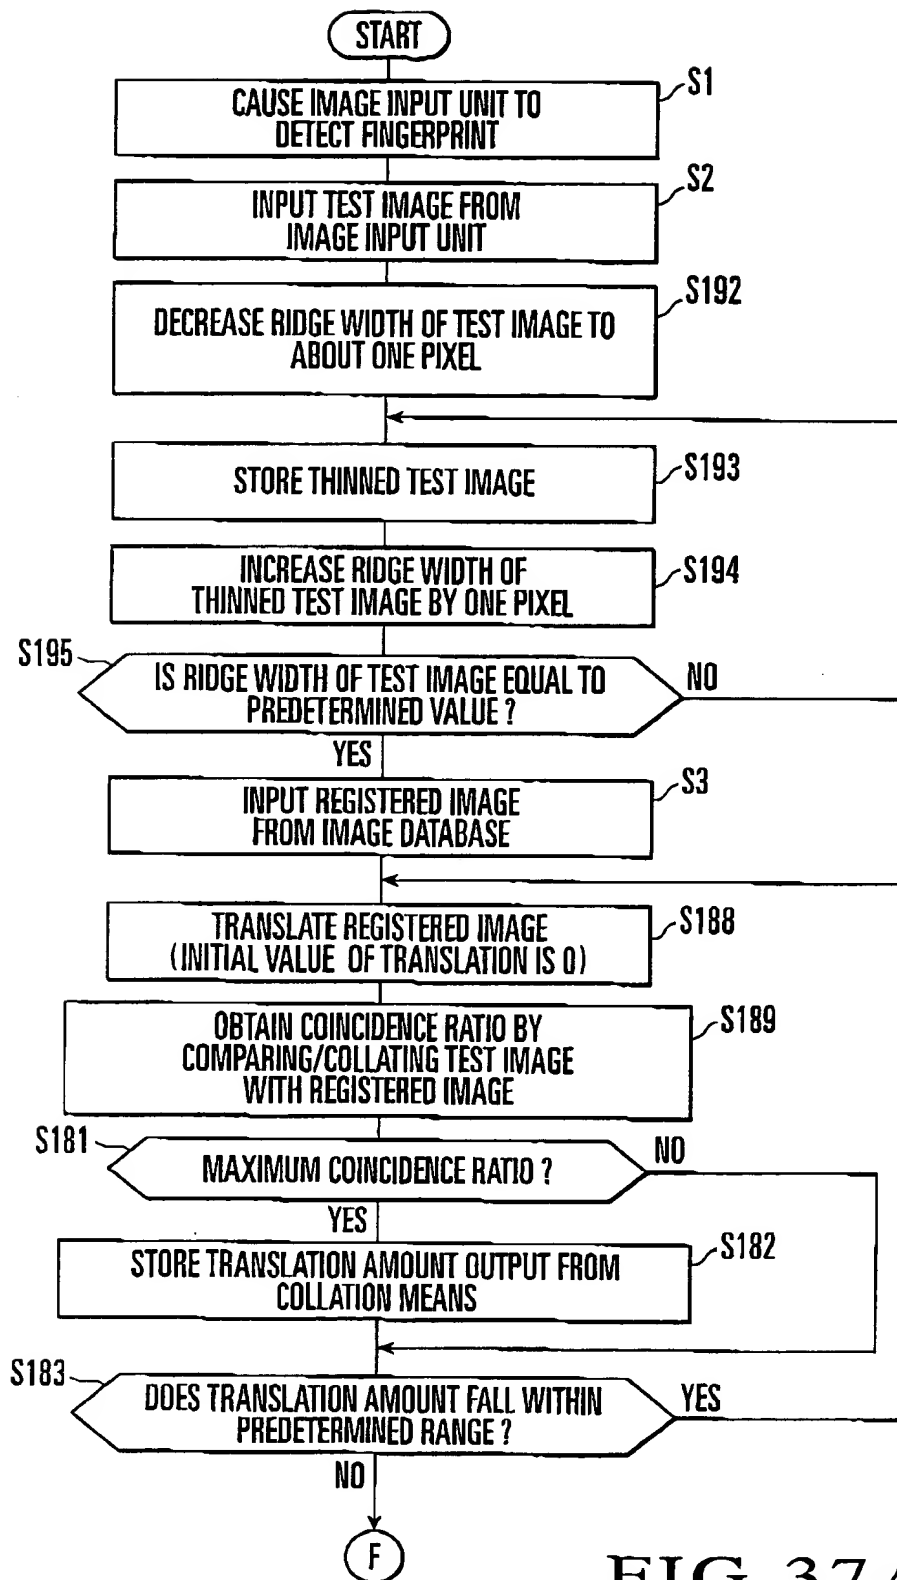 START
S1
CAUSE IMAGE INPUT UNIT TO
DETECT FINGERPRINT
S2
INPUT TEST IMAGE FROM
IMAGE INPUT UNIT
S192
DECREASE RIDGE WIDTH OF TEST IMAGE TO
ABOUT ONE PIXEL
S193
STORE THINNED TEST IMAGE
S194
INCREASE RIDGE WIDTH OF
THINNED TEST IMAGE BY ONE PIXEL
S195
IS RIDGE WIDTH OF TEST IMAGE EQUAL TO
PREDETERMINED VALUE ?
NO
YES
S3
INPUT REGISTERED IMAGE
FROM IMAGE DATABASE
S188
TRANSLATE REGISTERED IMAGE
(INITIAL VALUE OF TRANSLATION IS 0)
S189
OBTAIN COINCIDENCE RATIO BY
COMPARING/COLLATING TEST IMAGE
WITH REGISTERED IMAGE
S181
MAXIMUM COINCIDENCE RATIO ?
NO
YES
S182
STORE TRANSLATION AMOUNT OUTPUT FROM
COLLATION MEANS
S183
DOES TRANSLATION AMOUNT FALL WITHIN
PREDETERMINED RANGE ?
YES
NO
F
FIG. 37A